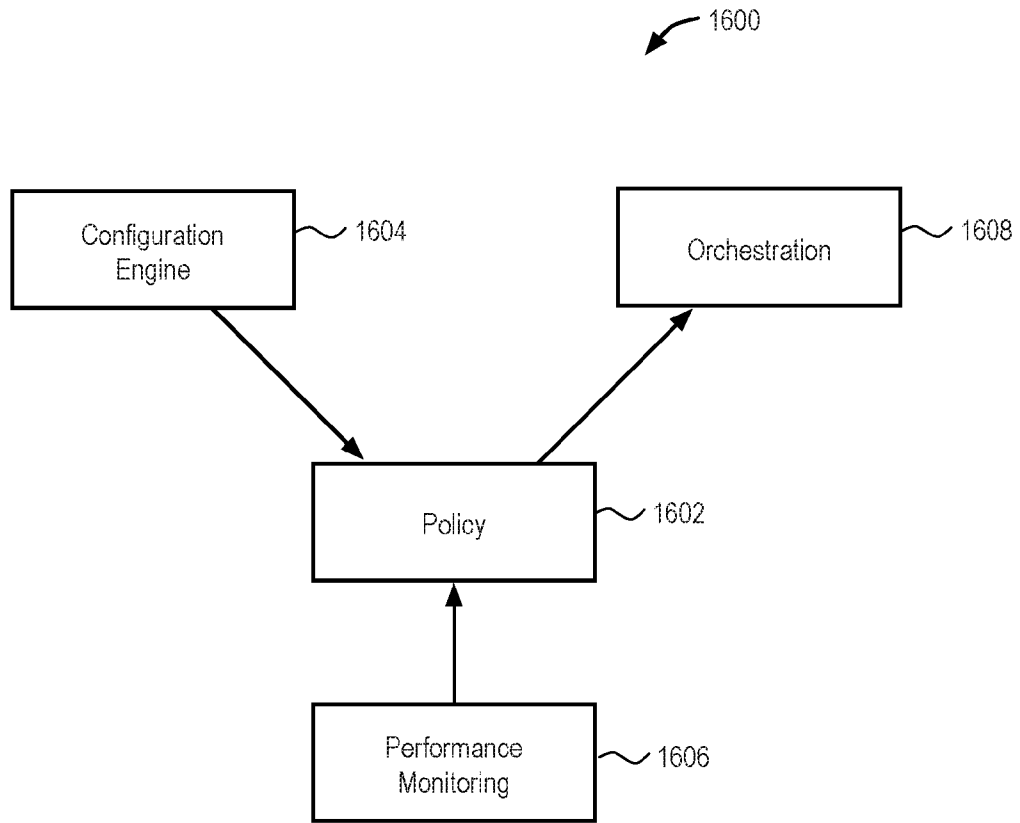 1600
Configuration
Engine
1604
Orchestration
1608
Policy
1602
Performance
Monitoring
1606